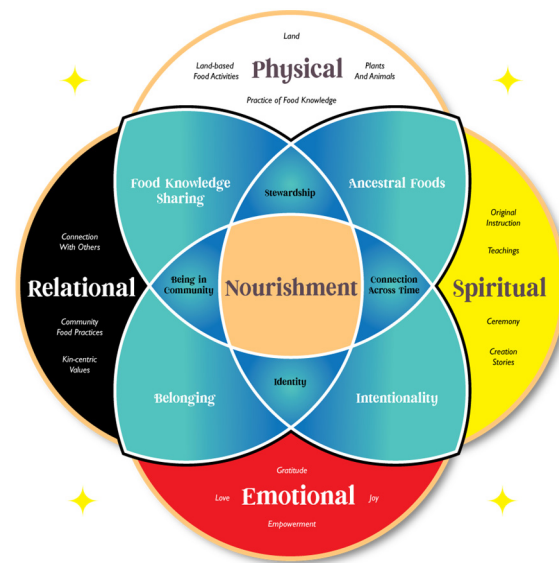 Land
Land-based
Food Activities
Physical
Plants
And Animals
Practice of Food Knowledge
Food Knowledge
Sharing
Stewardship
Ancestral Foods
Connection
With Others
Relational
Community
Food Practices
Kin-centric
Values
Being in
Community
Nourishment
Connection
Across Time
Original
Instruction
Teachings
Spiritual
Ceremony
Creation
Stories
Belonging
Identity
Intentionality
Gratitude
Love
Emotional
Joy
Empowerment